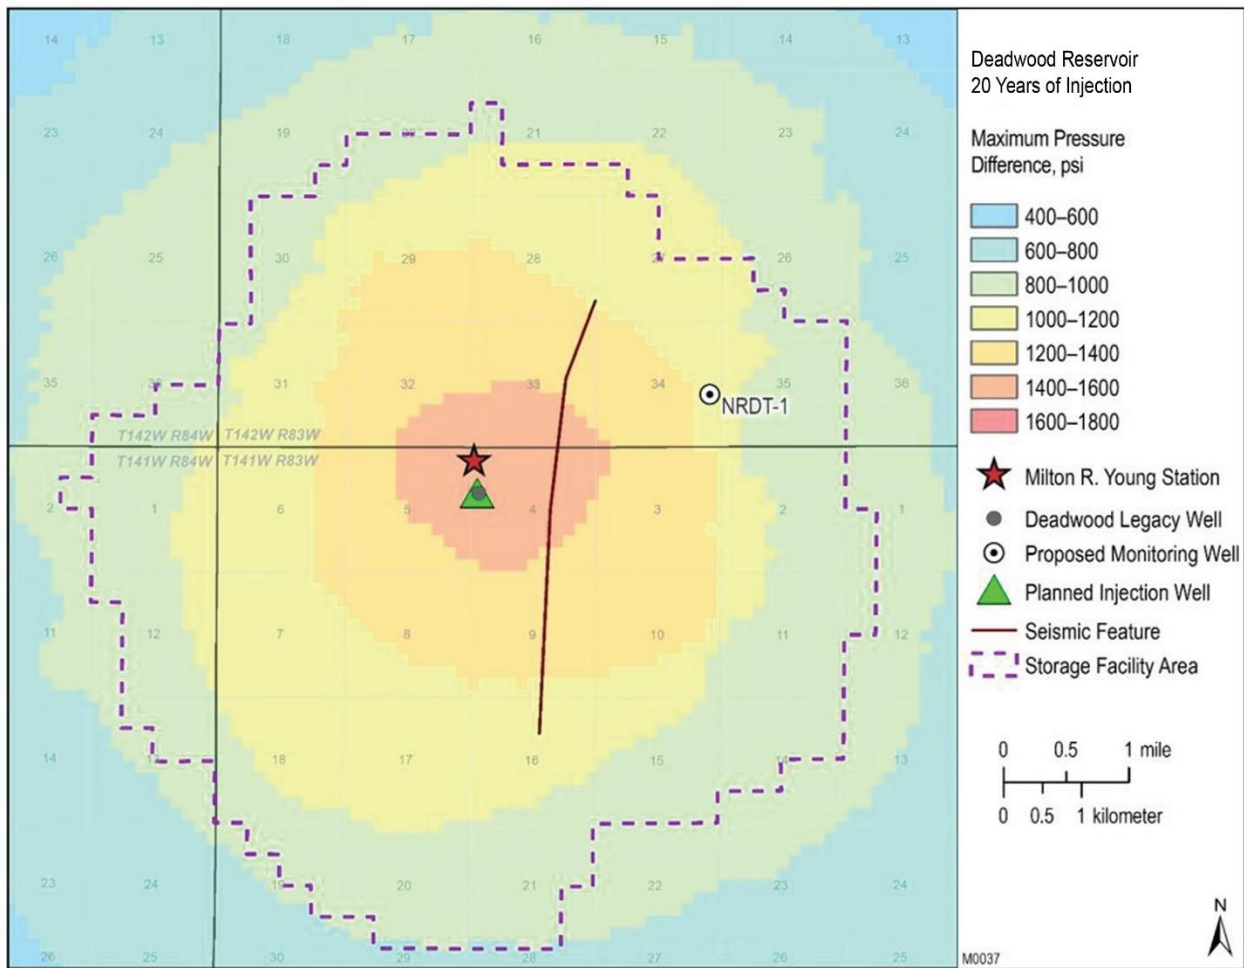 14 13 18 17 16 15 14 13
23 24 19 20 21 22 23 24
26 25 30 29 28 27 26 25
35 36 31 32 33 34 35 36
NRDT-1
T142W R84W T142W R83W
T141W R84W T141W R83W
2 1 6 5 4 3 2 1
11 12 7 8 9 10 11 12
14 13 18 17 16 15 14 13
23 24 19 20 21 22 23 24
26 25 30 29 28 27 26 25
Deadwood Reservoir
20 Years of Injection
Maximum Pressure
Difference, psi
400–600
600–800
800–1000
1000–1200
1200–1400
1400–1600
1600–1800
Milton R. Young Station
Deadwood Legacy Well
Proposed Monitoring Well
Planned Injection Well
Seismic Feature
Storage Facility Area
0 0.5 1 mile
0 0.5 1 kilometer
N
M0037